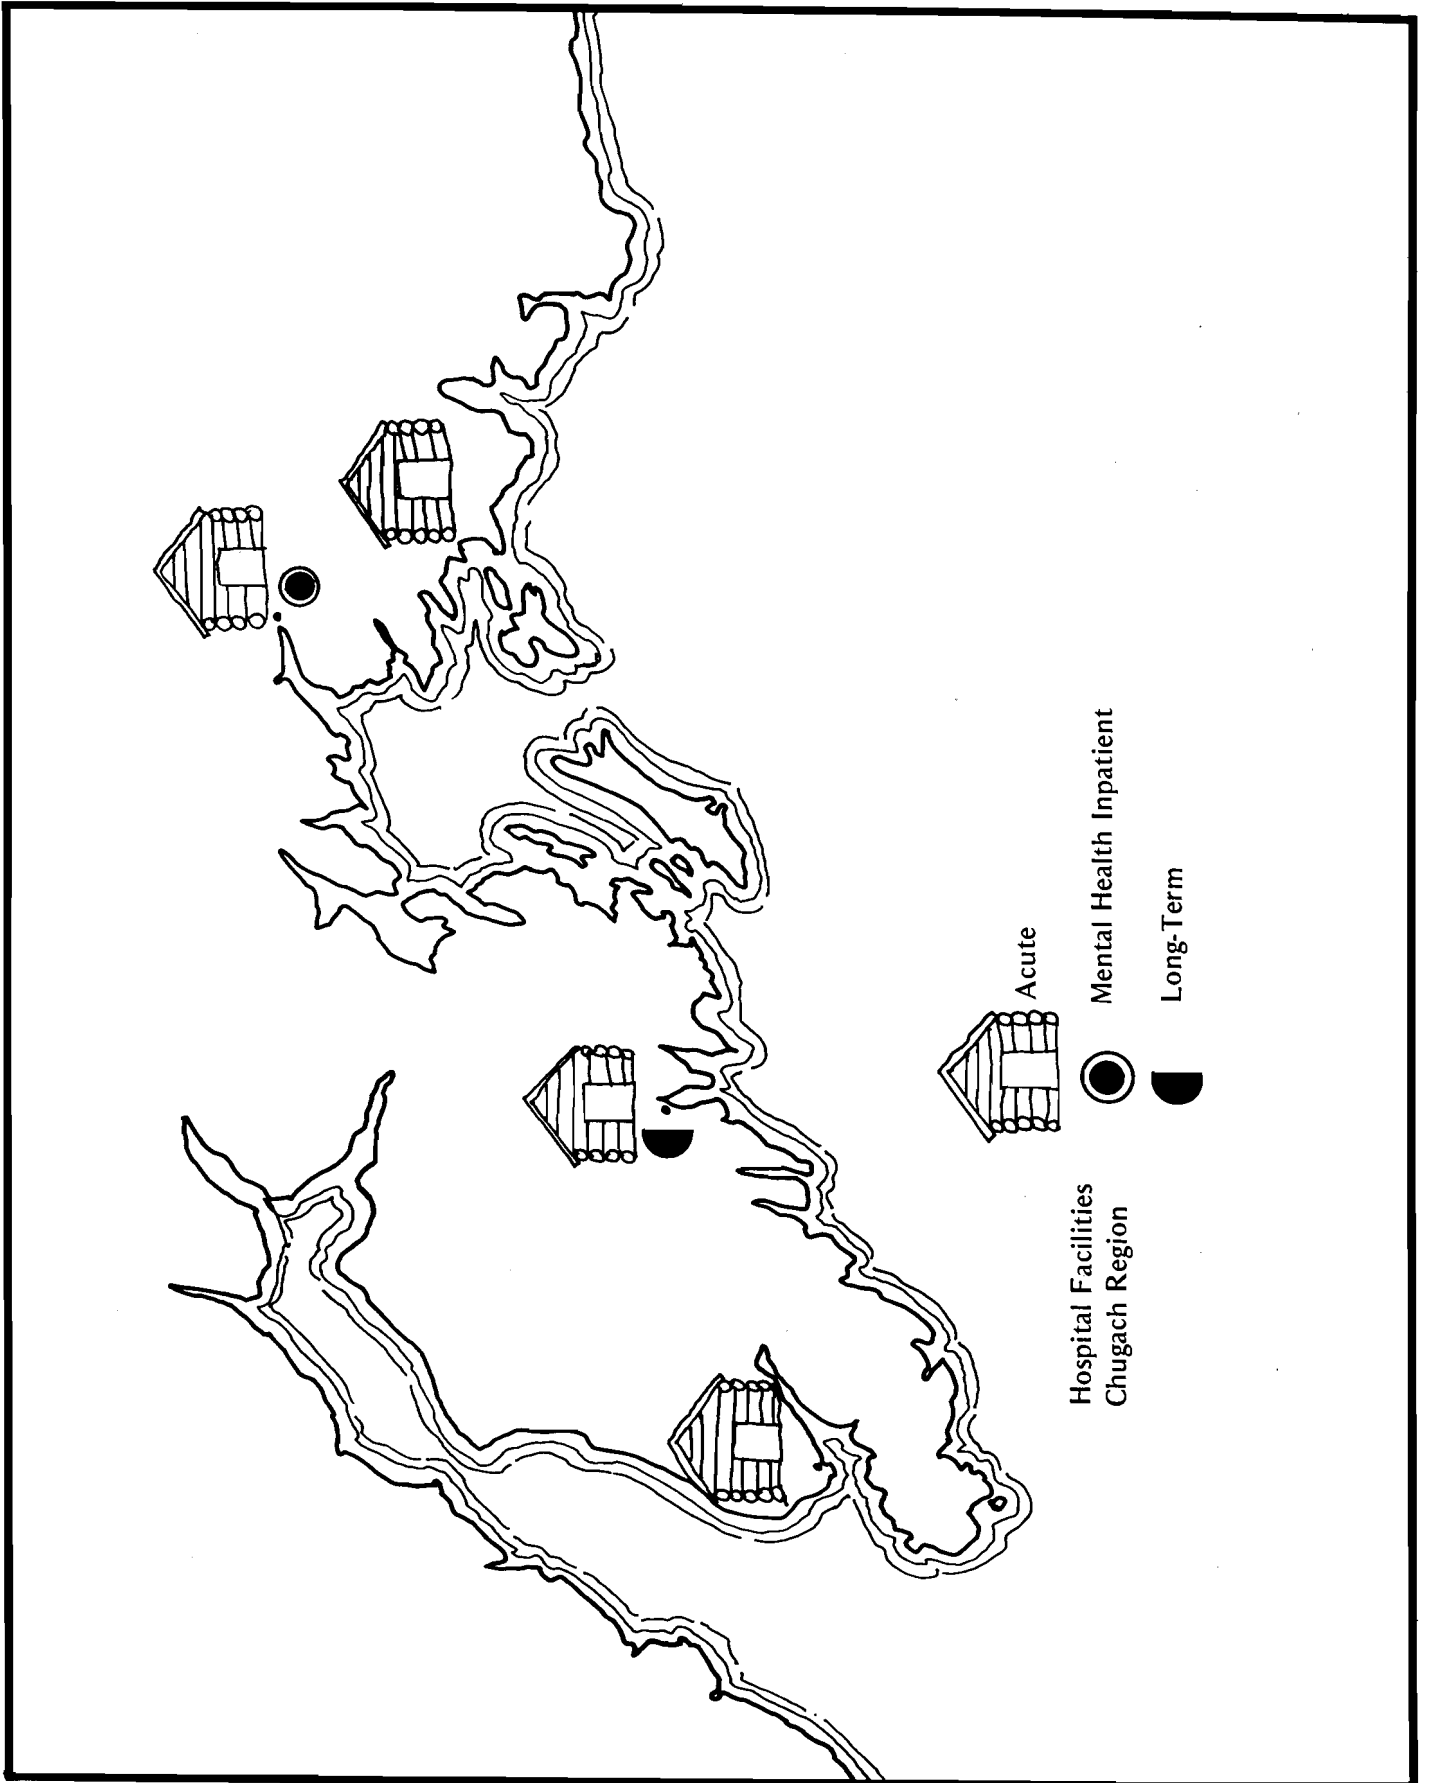 Hospital Facilities
Chugach Region
Acute
Mental Health Inpatient
Long-Term